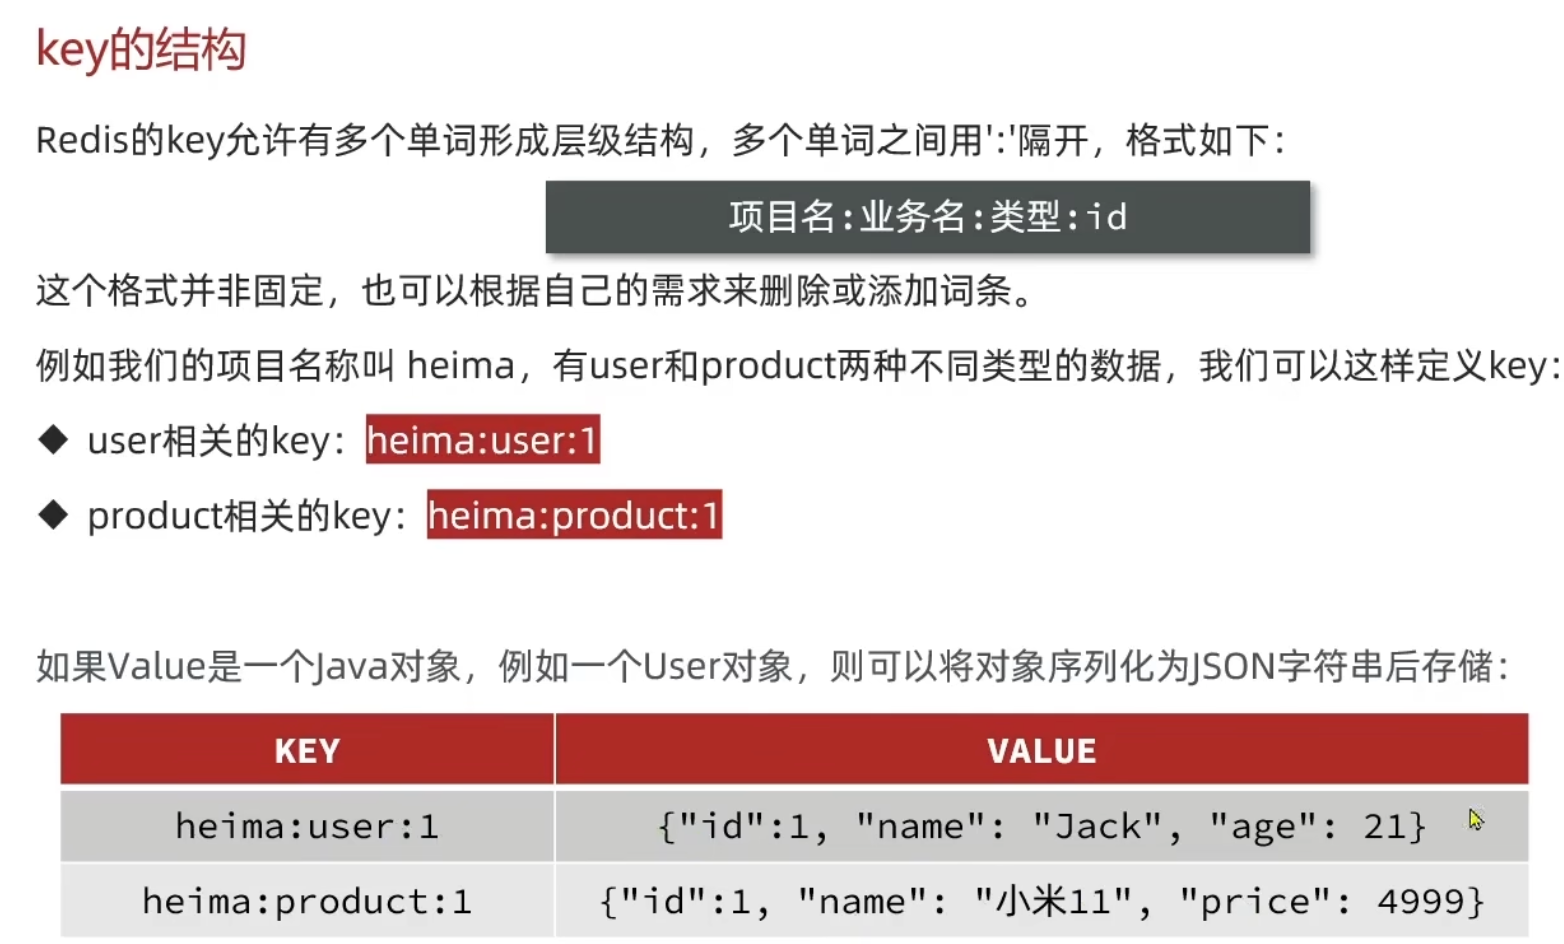 key的结构
Redis的key允许有多个单词形成层级结构，多个单词之间用':'隔开，格式如下：
项目名:业务名:类型:id
这个格式并非固定，也可以根据自己的需求来删除或添加词条。
例如我们的项目名称叫 heima，有user和product两种不同类型的数据，我们可以这样定义key：
◆ user相关的key：heima:user:1
◆ product相关的key：heima:product:1
如果Value是一个Java对象，例如一个User对象，则可以将对象序列化为JSON字符串后存储：
KEY VALUE
heima:user:1 {"id":1, "name": "Jack", "age": 21}
heima:product:1 {"id":1, "name": "小米11", "price": 4999}